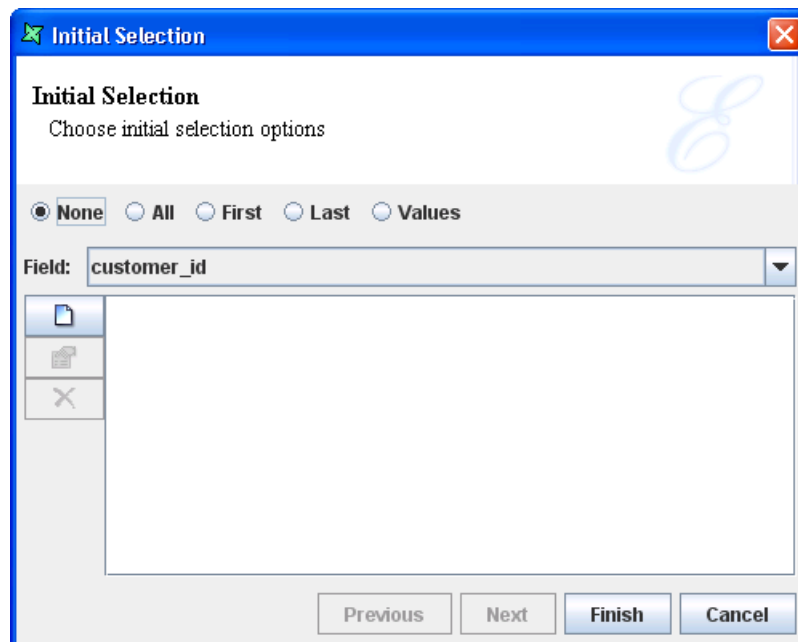 Initial Selection
Initial Selection
Choose initial selection options
None All First Last Values
Field: customer_id
Previous Next Finish Cancel